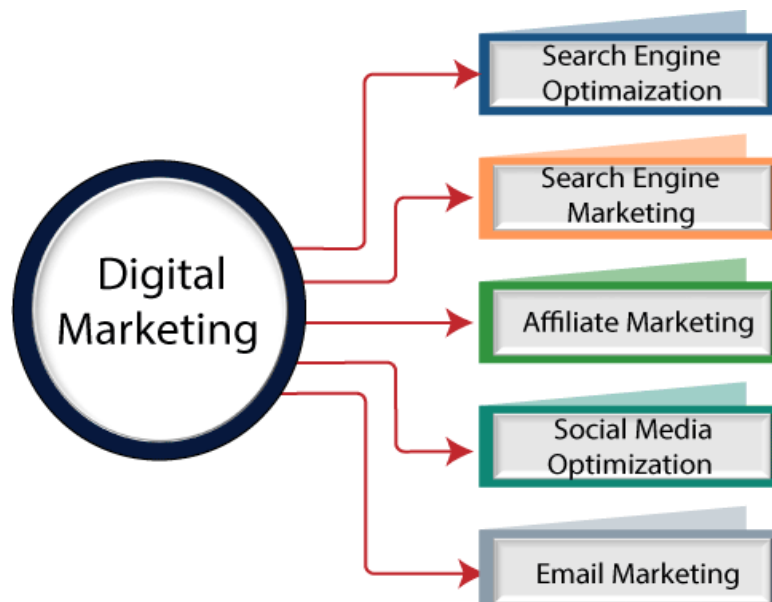 Digital
Marketing
Search Engine
Optimaization
Search Engine
Marketing
Affiliate Marketing
Social Media
Optimization
Email Marketing